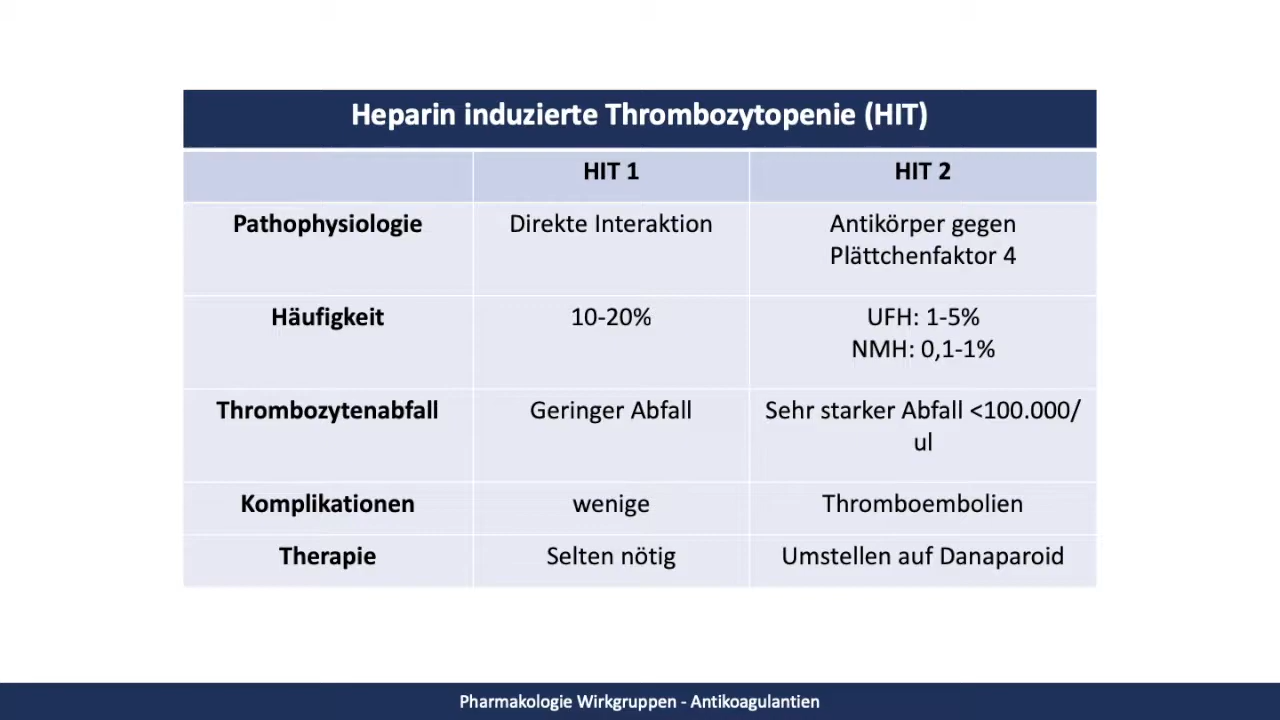 Heparin induzierte Thrombozytopenie (HIT)
HIT 1
HIT 2
Pathophysiologie
Direkte Interaktion
Antikörper gegen
Plättchenfaktor 4
Häufigkeit
10-20%
UFH: 1-5%
NMH: 0,1-1%
Thrombozytenabfall
Geringer Abfall
Sehr starker Abfall <100.000/
ul
Komplikationen
wenige
Thromboembolien
Therapie
Selten nötig
Umstellen auf Danaparoid
Pharmakologie Wirkgruppen - Antikoagulantien